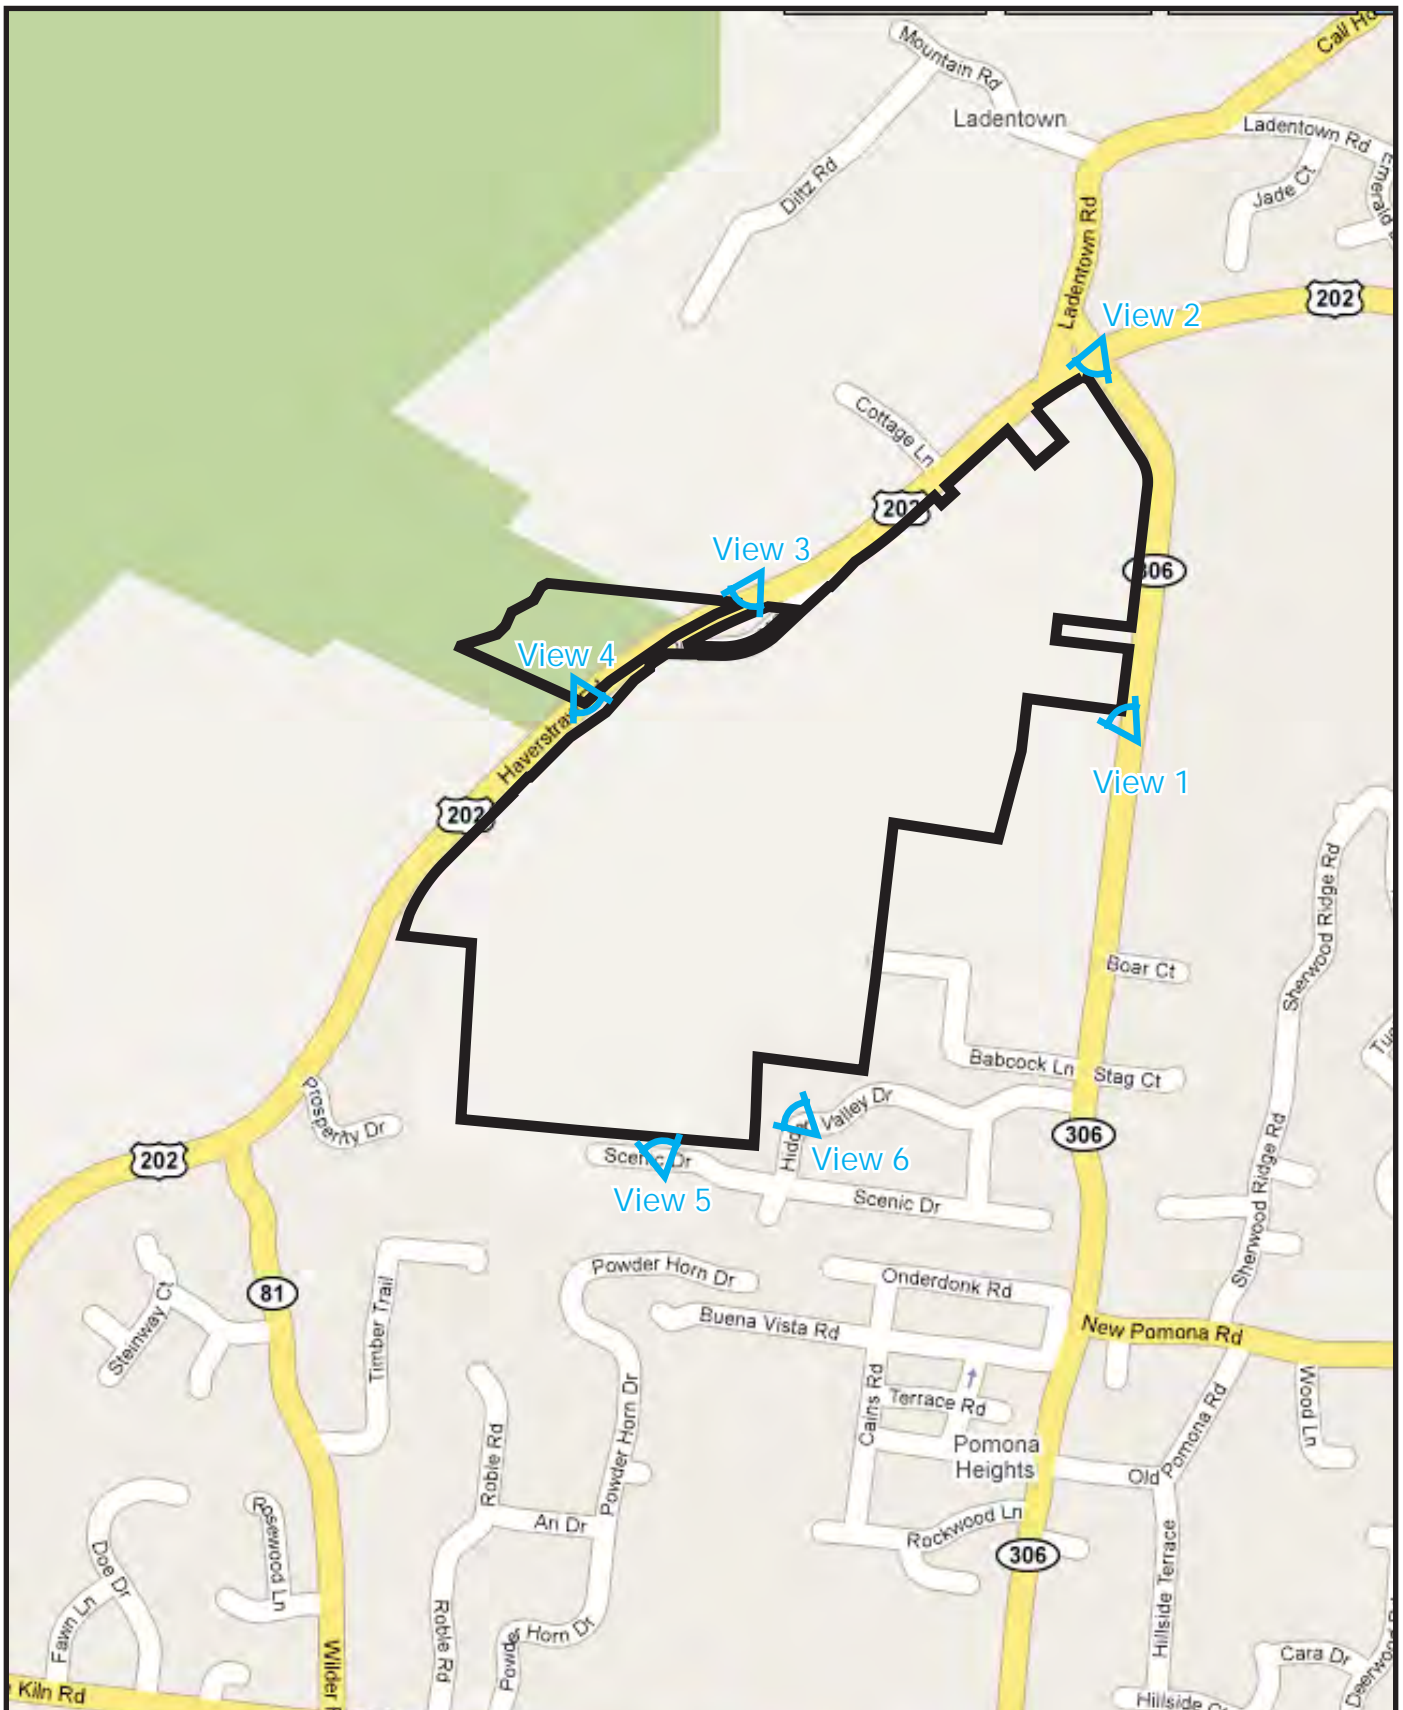 Call
Mountain Rd
Ladentown
Ladentown Rd
Jade Ct
Emerald
Diltz Rd
Ladentown Rd
202
View 2
Cottage Ln
202
View 3
306
View 4
Haverstra
View 1
202
Sherwood Ridge Rd
Boar Ct
Babcock Ln
Stag Ct
Prosperity Dr
Valley Dr
306
202
View 6
Scenic Dr
View 5
Scenic Dr
Sherwood Ridge Rd
Powder Horn Dr
Onderdonk Rd
81
Steinway Ct
Timber Trail
Buena Vista Rd
New Pomona Rd
Cains Rd
Terrace Rd
Wood Ln
Powder Horn Dr
Roble Rd
Pomona
Heights
Old Pomona Rd
Rosewood Ln
Ari Dr
Rockwood Ln
306
Doe Dr
Fawn Ln
Hillside Terrace
Roble Rd
Powder Horn Dr
Wilder
Cara Dr
Deerwood
Kiln Rd
Hillside